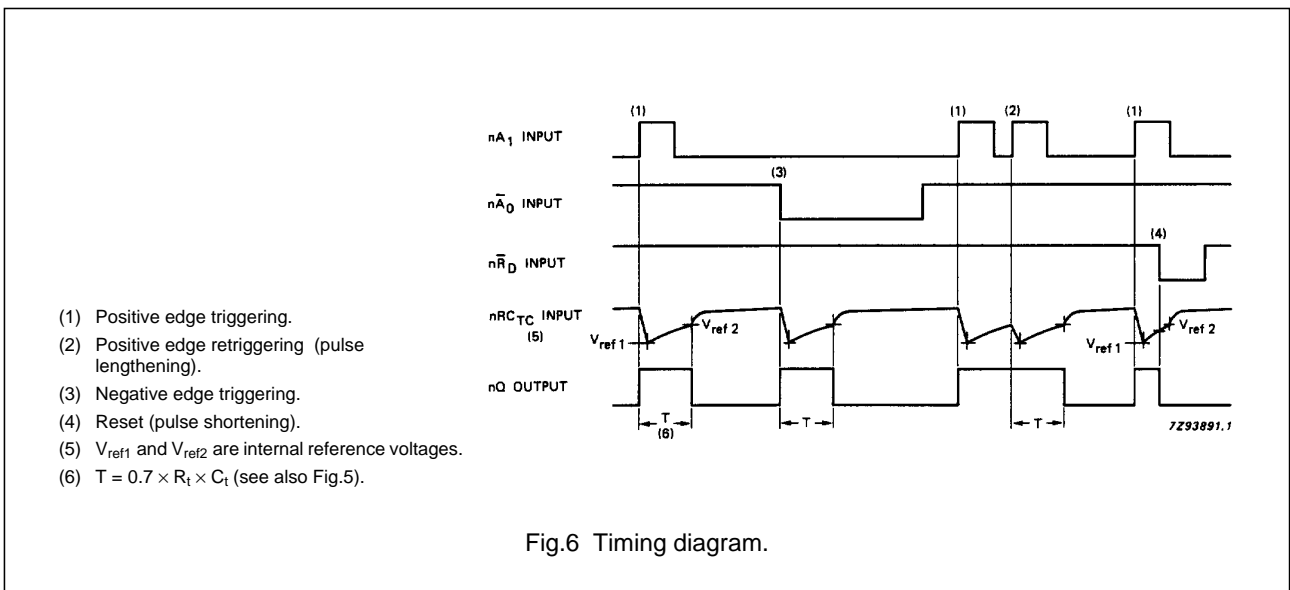 (1) (1) (2) (1)
nA₁ INPUT
(3)
nA̅₀ INPUT
(4)
nR̅D INPUT
nRCTC INPUT
(5)
Vref 1 Vref 2 Vref 1 Vref 2
nQ OUTPUT
T T T
(6)
7Z93891.1
(1) Positive edge triggering.
(2) Positive edge retriggering (pulse
lengthening).
(3) Negative edge triggering.
(4) Reset (pulse shortening).
(5) Vref1 and Vref2 are internal reference voltages.
(6) T = 0.7 × Rt × Ct (see also Fig.5).
Fig.6 Timing diagram.